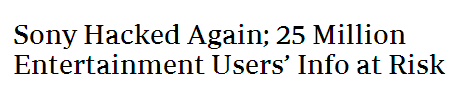 Sony Hacked Again; 25 Million
Entertainment Users’ Info at Risk